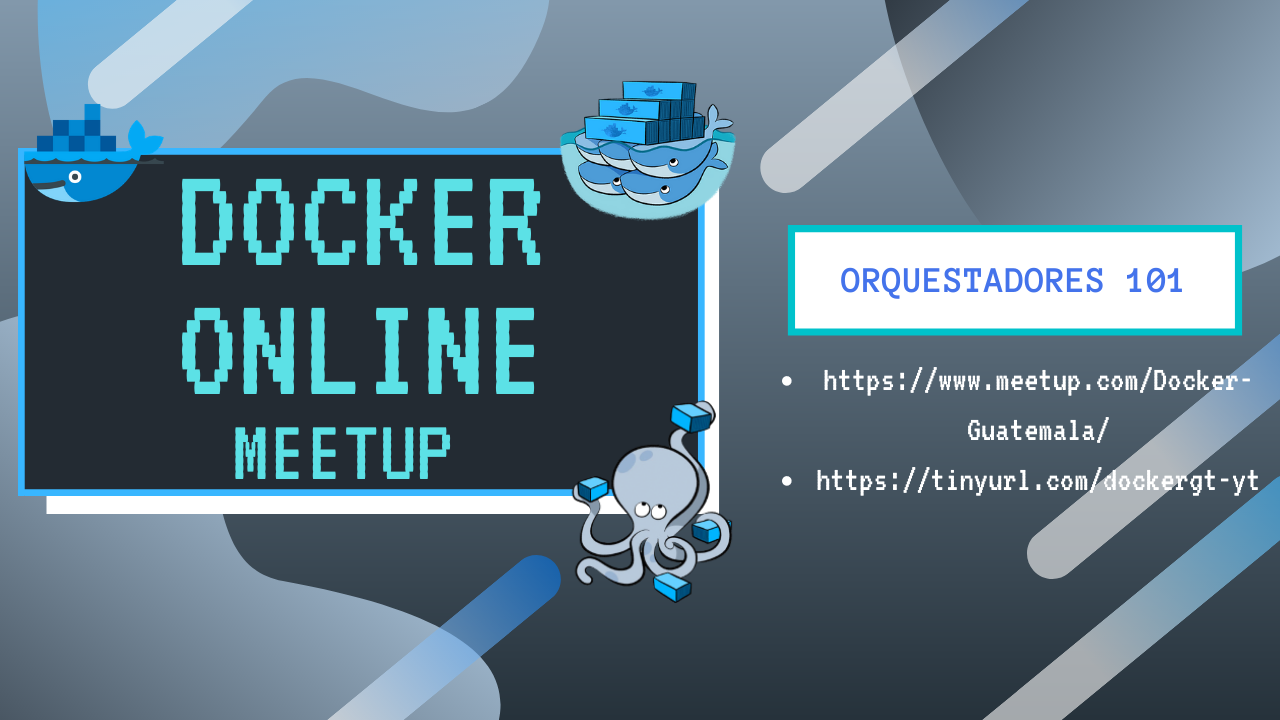 DOCKER
ONLINE
MEETUP
ORQUESTADORES 101
• https://www.meetup.com/Docker-
Guatemala/
• https://tinyurl.com/dockergt-yt